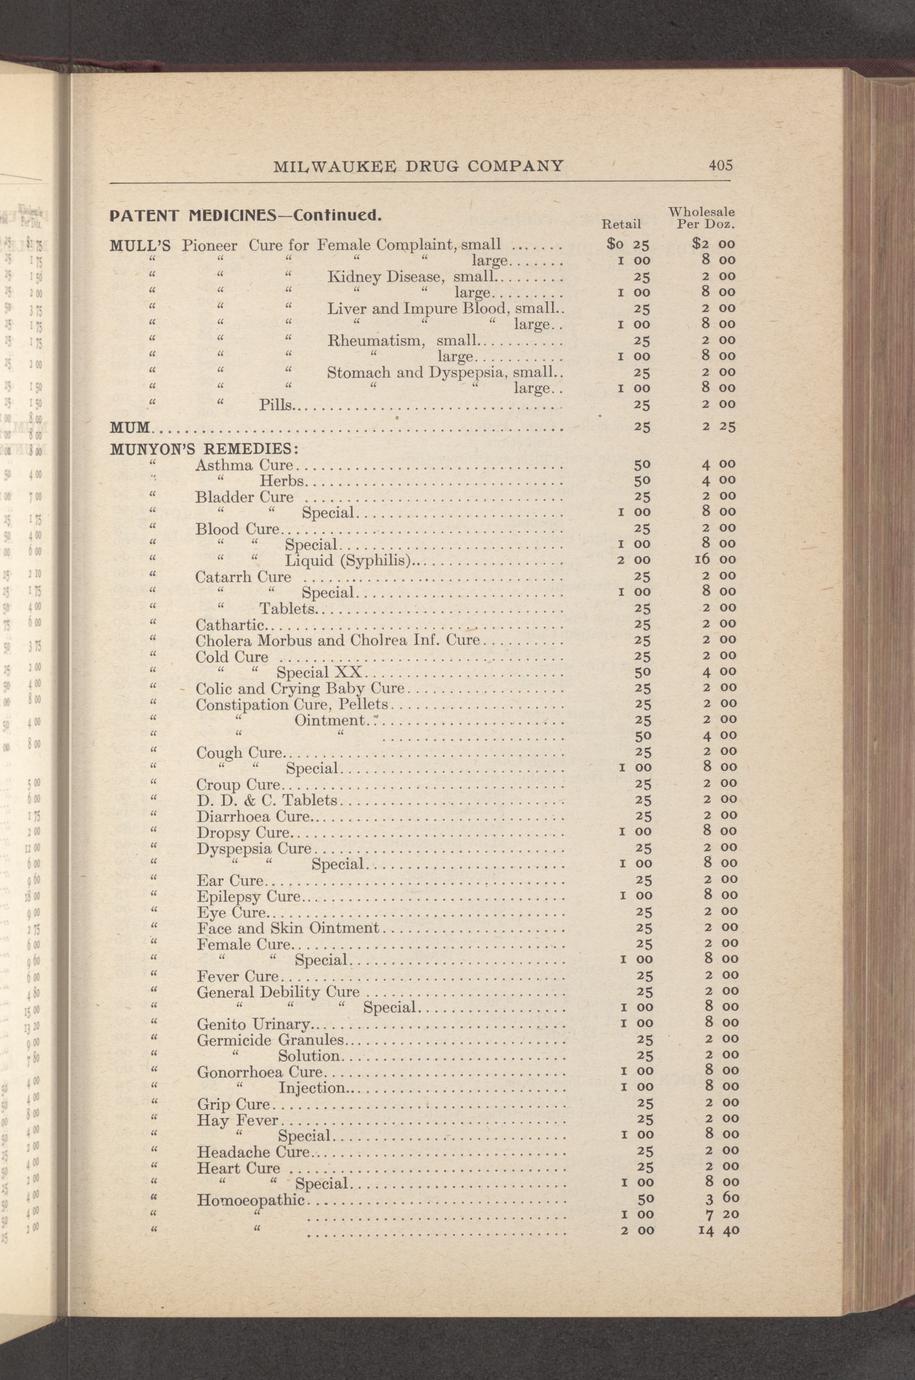 MILWAUKEE DRUG COMPANY 405
PATENT MEDICINES—Continued.
Retail Wholesale Per Doz.
MULL'S Pioneer Cure for Female Complaint, small ....... $0 25 $2 00
“ “ “ “ “ large....... 1 00 8 00
“ “ “ Kidney Disease, small......... 25 2 00
“ “ “ “ “ large......... 1 00 8 00
“ “ “ Liver and Impure Blood, small.. 25 2 00
“ “ “ “ “ “ large.. 1 00 8 00
“ “ “ Rheumatism, small........... 25 2 00
“ “ “ “ large........... 1 00 8 00
“ “ “ Stomach and Dyspepsia, small.. 25 2 00
“ “ “ “ “ large.. 1 00 8 00
“ “ Pills................................ 25 2 00
MUM................................................ 25 2 25
MUNYON'S REMEDIES:
“ Asthma Cure................................ 50 4 00
“ “ Herbs............................... 50 4 00
“ Bladder Cure ............................... 25 2 00
“ “ “ Special......................... 1 00 8 00
“ Blood Cure.................................. 25 2 00
“ “ “ Special........................... 1 00 8 00
“ “ “ Liquid (Syphilis).................. 2 00 16 00
“ Catarrh Cure ............................... 25 2 00
“ “ “ Special......................... 1 00 8 00
“ “ Tablets.............................. 25 2 00
“ Cathartic.................................... 25 2 00
“ Cholera Morbus and Cholrea Inf. Cure.......... 25 2 00
“ Cold Cure .................................. 25 2 00
“ “ “ Special XX........................ 50 4 00
“ Colic and Crying Baby Cure................... 25 2 00
“ Constipation Cure, Pellets..................... 25 2 00
“ “ Ointment........................ 25 2 00
“ “ “ ...................... 50 4 00
“ Cough Cure.................................. 25 2 00
“ “ “ Special........................... 1 00 8 00
“ Croup Cure.................................. 25 2 00
“ D. D. & C. Tablets........................... 25 2 00
“ Diarrhoea Cure............................... 25 2 00
“ Dropsy Cure................................. 1 00 8 00
“ Dyspepsia Cure.............................. 25 2 00
“ “ “ Special........................ 1 00 8 00
“ Ear Cure.................................... 25 2 00
“ Epilepsy Cure................................ 1 00 8 00
“ Eye Cure.................................... 25 2 00
“ Face and Skin Ointment...................... 25 2 00
“ Female Cure................................. 25 2 00
“ “ “ Special.......................... 1 00 8 00
“ Fever Cure.................................. 25 2 00
“ General Debility Cure ........................ 25 2 00
“ “ “ “ Special.................. 1 00 8 00
“ Genito Urinary............................... 1 00 8 00
“ Germicide Granules.......................... 25 2 00
“ “ Solution........................... 25 2 00
“ Gonorrhoea Cure............................. 1 00 8 00
“ “ Injection.......................... 1 00 8 00
“ Grip Cure................................... 25 2 00
“ Hay Fever.................................. 25 2 00
“ “ Special............................ 1 00 8 00
“ Headache Cure.............................. 25 2 00
“ Heart Cure ................................. 25 2 00
“ “ “ Special.......................... 1 00 8 00
“ Homoeopathic............................... 50 3 60
“ “ ............................... 1 00 7 20
“ “ ............................... 2 00 14 40